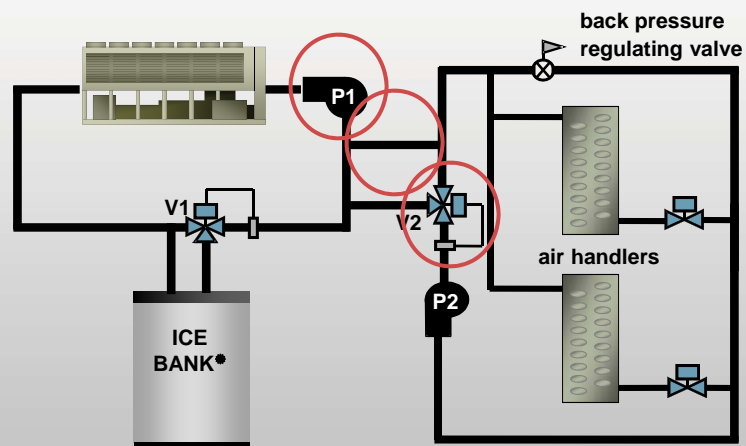 back pressure
regulating valve
P1
V1
V2
air handlers
P2
ICE
BANK